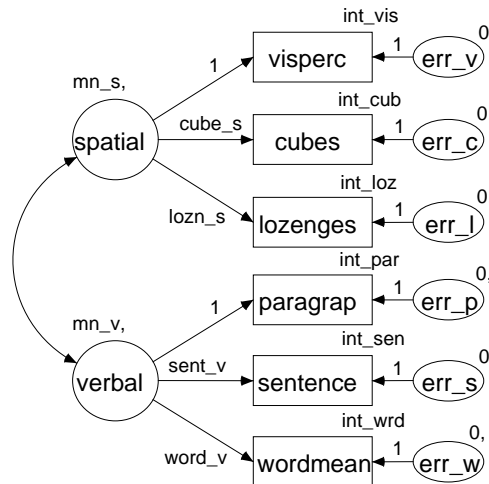 int_vis
0
1
visperc
1
err_v
mn_s,
int_cub
0
spatial
cube_s
cubes
1
err_c
int_loz
0
lozn_s
lozenges
1
err_l
int_par
0,
1
paragrap
1
err_p
mn_v,
int_sen
0
verbal
sent_v
sentence
1
err_s
int_wrd
0,
word_v
wordmean
1
err_w